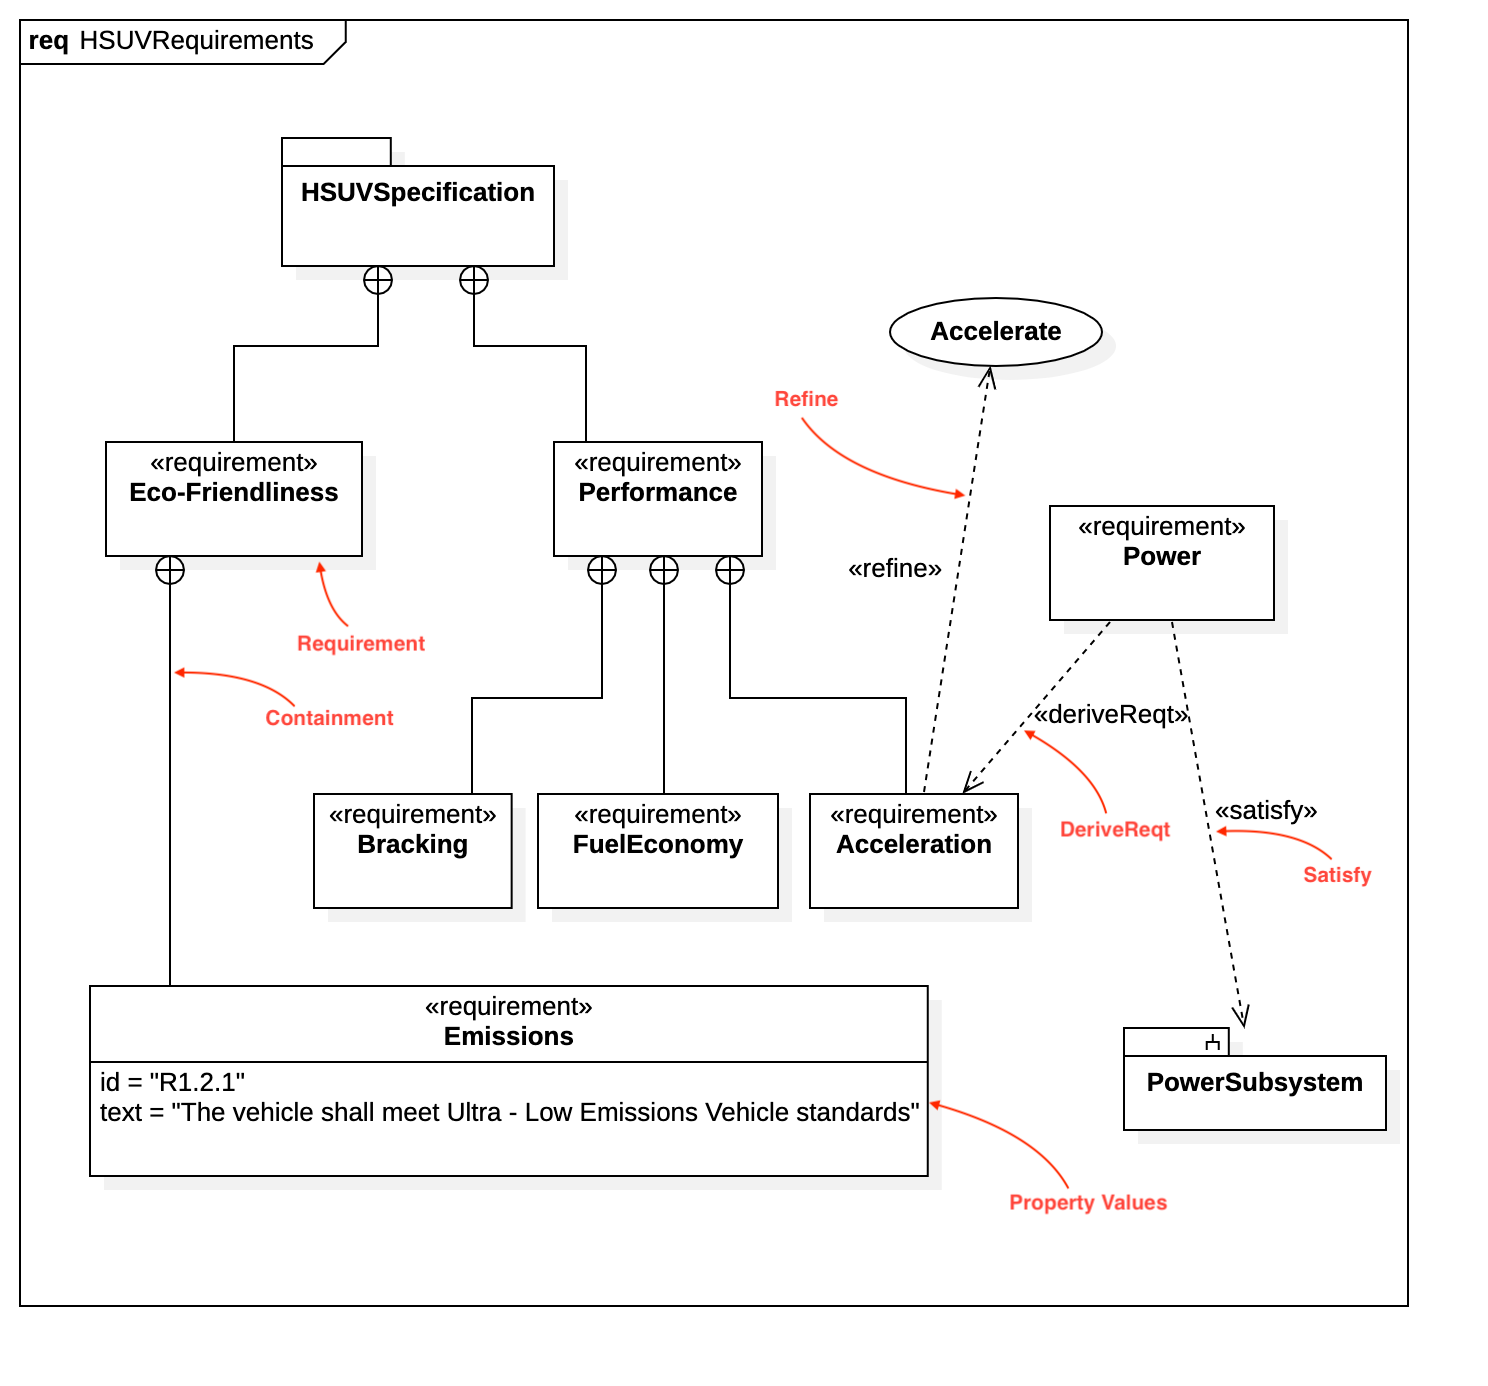 req HSUVRequirements
HSUVSpecification
Accelerate
Refine
«requirement»
Eco-Friendliness
«requirement»
Performance
«requirement»
Power
«refine»
Requirement
Containment
«deriveReqt»
«requirement»
Bracking
«requirement»
FuelEconomy
«requirement»
Acceleration
DeriveReqt
«satisfy»
Satisfy
«requirement»
Emissions
id = "R1.2.1"
text = "The vehicle shall meet Ultra - Low Emissions Vehicle standards"
PowerSubsystem
Property Values